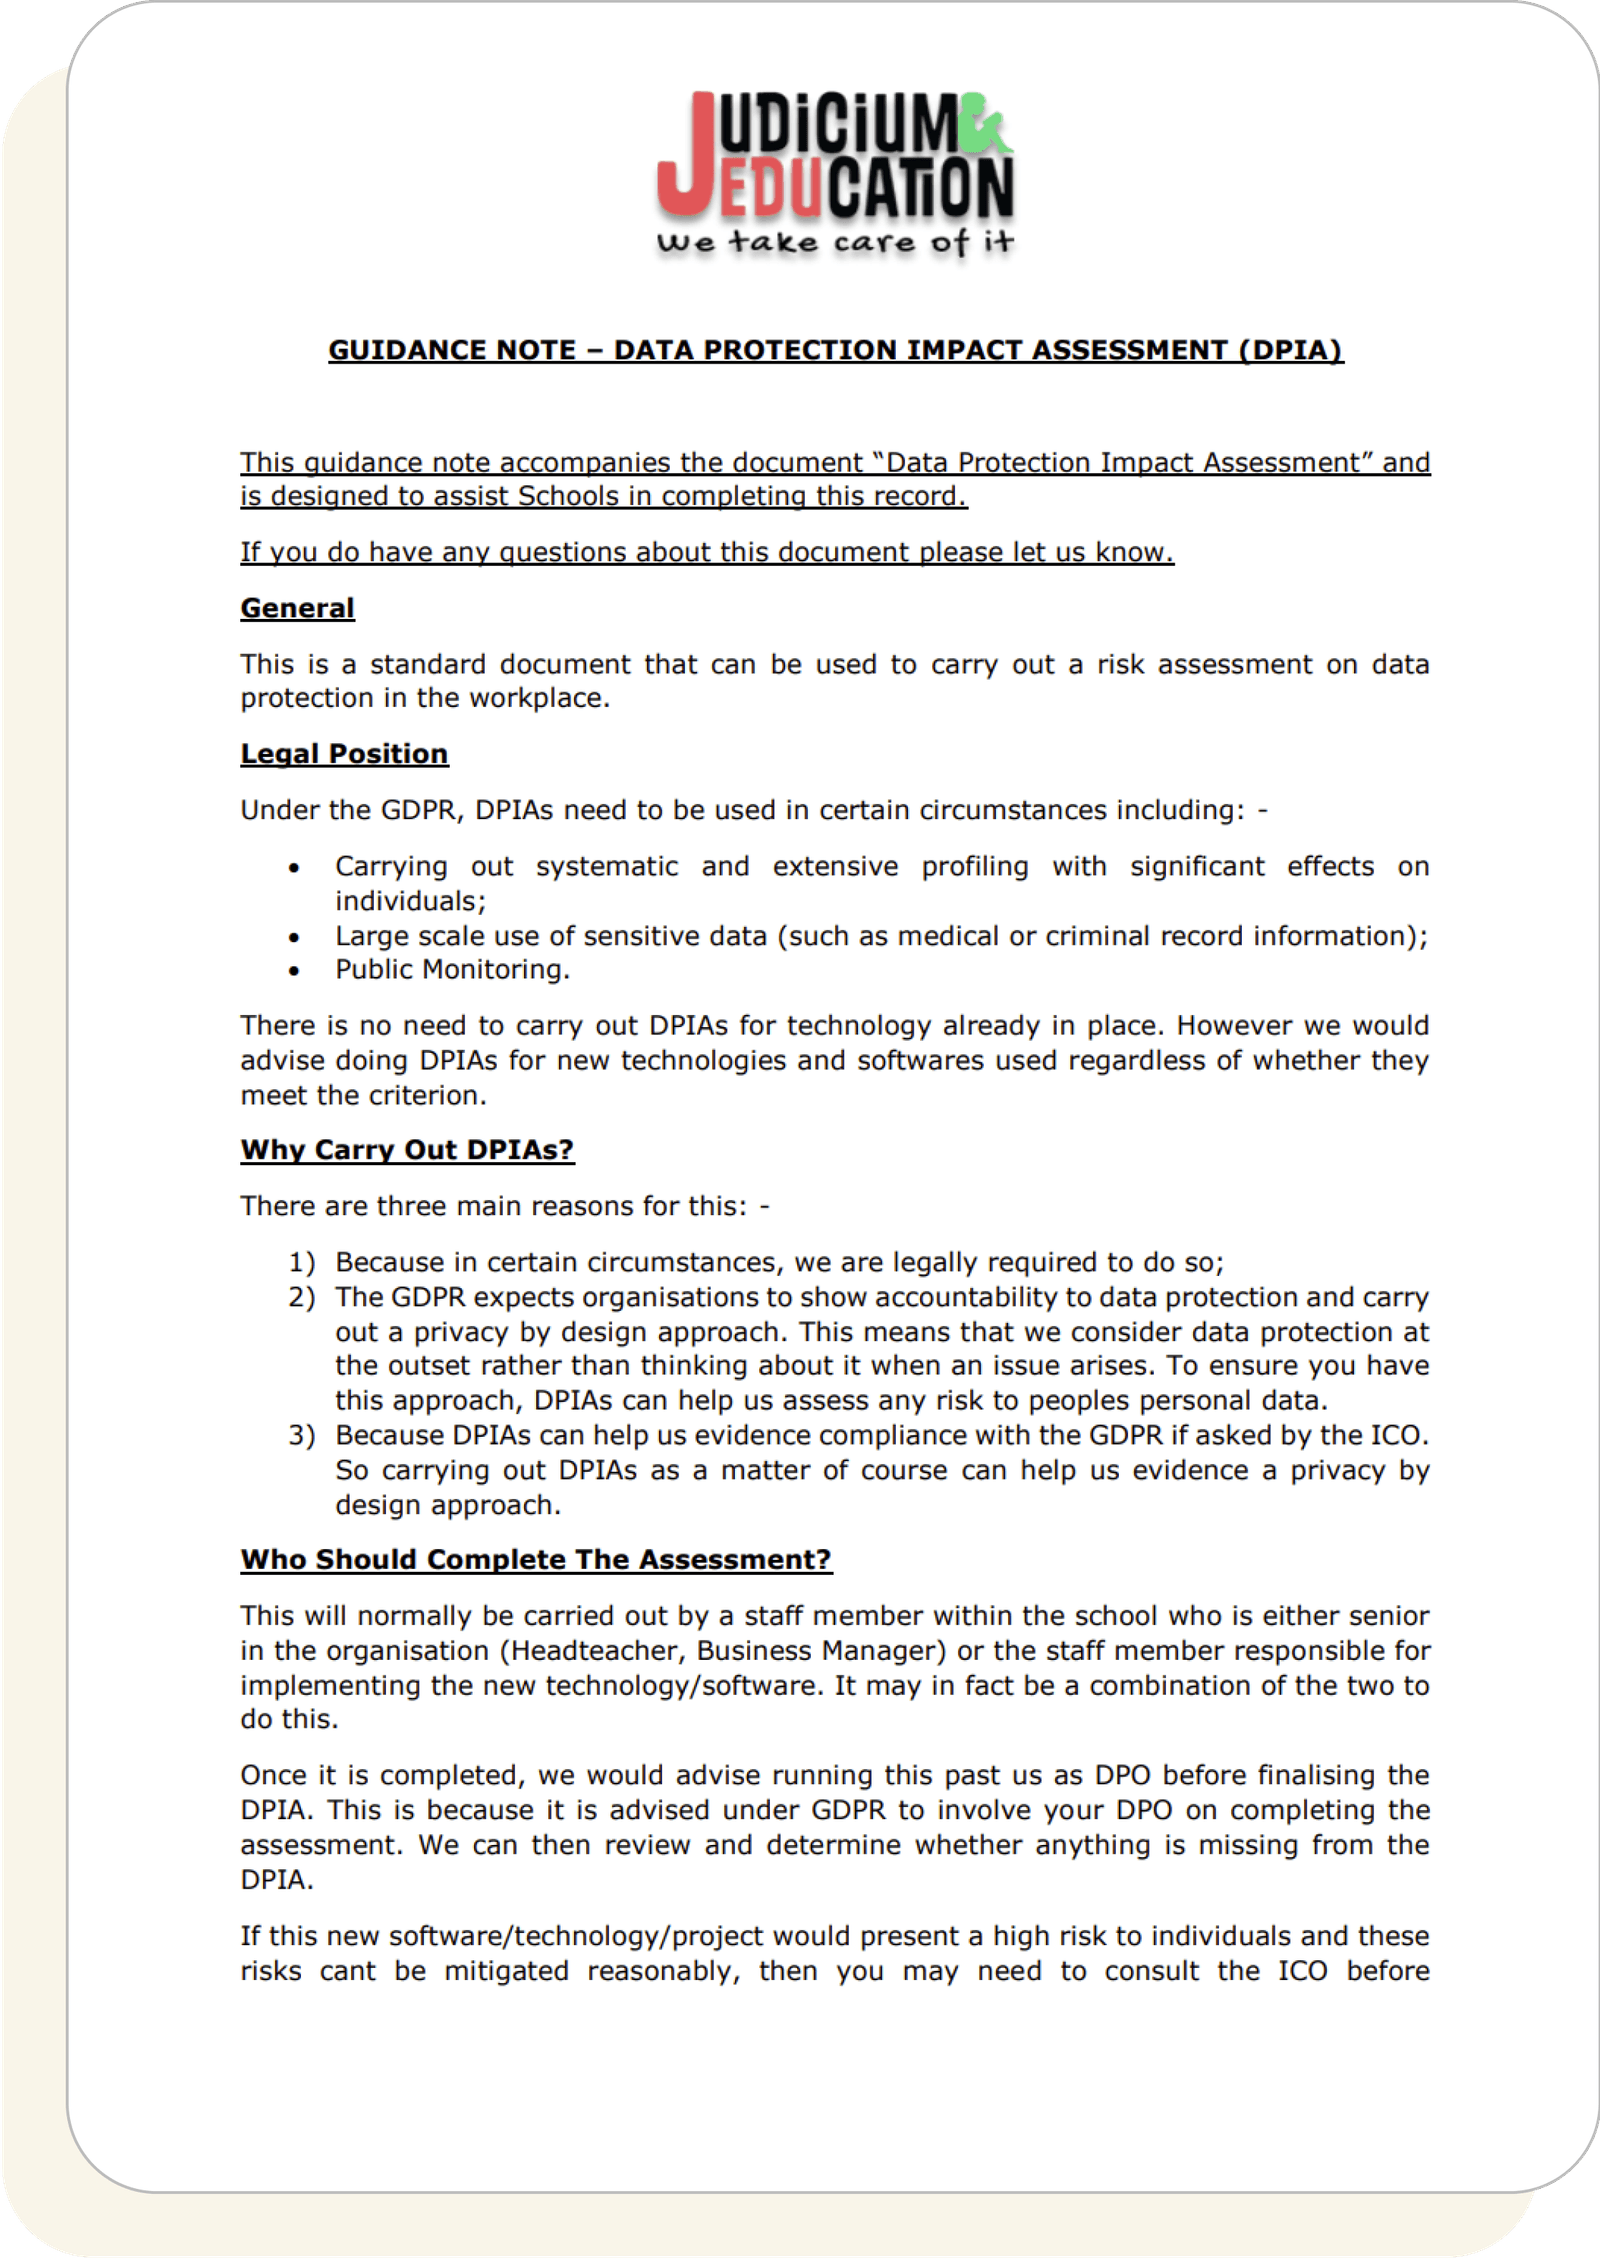 JUDiCiUM
EDUCATiON
we take care of it
GUIDANCE NOTE – DATA PROTECTION IMPACT ASSESSMENT (DPIA)
This guidance note accompanies the document “Data Protection Impact Assessment” and
is designed to assist Schools in completing this record.
If you do have any questions about this document please let us know.
General
This is a standard document that can be used to carry out a risk assessment on data
protection in the workplace.
Legal Position
Under the GDPR, DPIAs need to be used in certain circumstances including: -
• Carrying out systematic and extensive profiling with significant effects on
individuals;
• Large scale use of sensitive data (such as medical or criminal record information);
• Public Monitoring.
There is no need to carry out DPIAs for technology already in place. However we would
advise doing DPIAs for new technologies and softwares used regardless of whether they
meet the criterion.
Why Carry Out DPIAs?
There are three main reasons for this: -
1) Because in certain circumstances, we are legally required to do so;
2) The GDPR expects organisations to show accountability to data protection and carry
out a privacy by design approach. This means that we consider data protection at
the outset rather than thinking about it when an issue arises. To ensure you have
this approach, DPIAs can help us assess any risk to peoples personal data.
3) Because DPIAs can help us evidence compliance with the GDPR if asked by the ICO.
So carrying out DPIAs as a matter of course can help us evidence a privacy by
design approach.
Who Should Complete The Assessment?
This will normally be carried out by a staff member within the school who is either senior
in the organisation (Headteacher, Business Manager) or the staff member responsible for
implementing the new technology/software. It may in fact be a combination of the two to
do this.
Once it is completed, we would advise running this past us as DPO before finalising the
DPIA. This is because it is advised under GDPR to involve your DPO on completing the
assessment. We can then review and determine whether anything is missing from the
DPIA.
If this new software/technology/project would present a high risk to individuals and these
risks cant be mitigated reasonably, then you may need to consult the ICO before